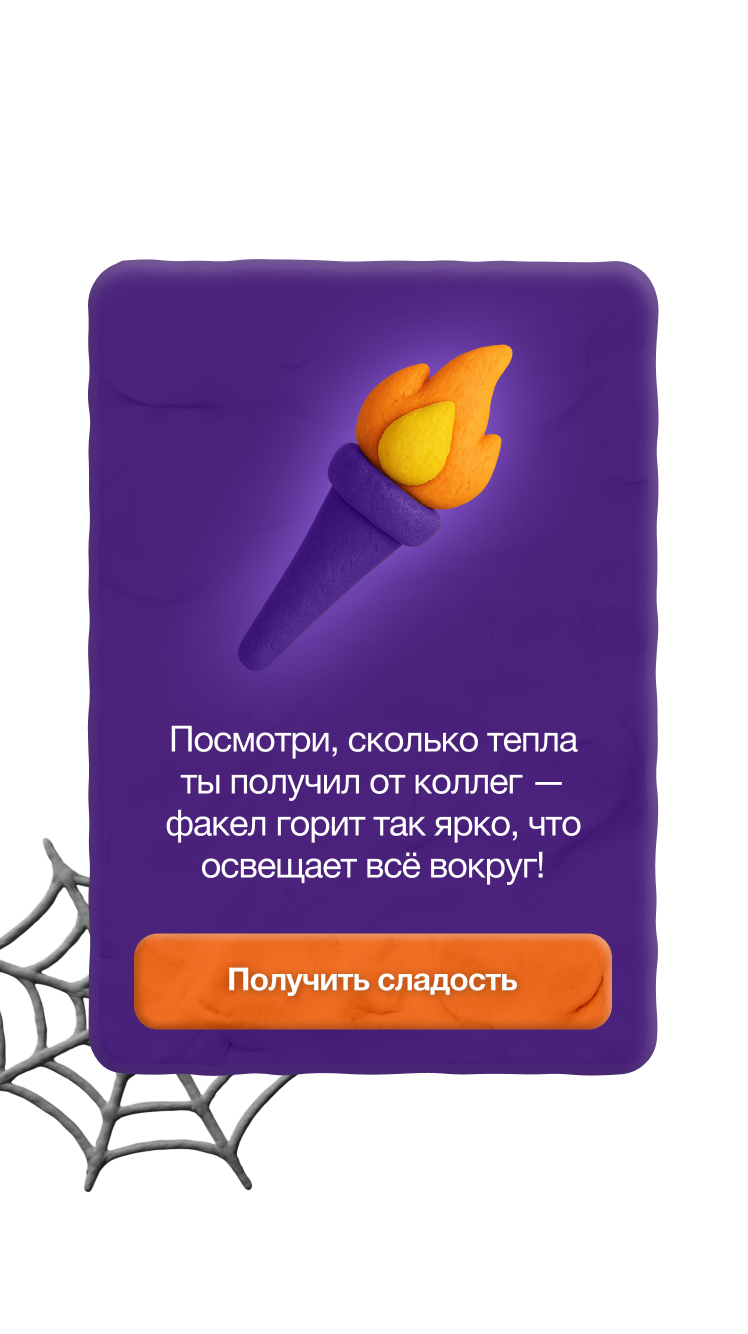 Посмотри, сколько тепла
ты получил от коллег —
факел горит так ярко, что
освещает всё вокруг!
Получить сладость